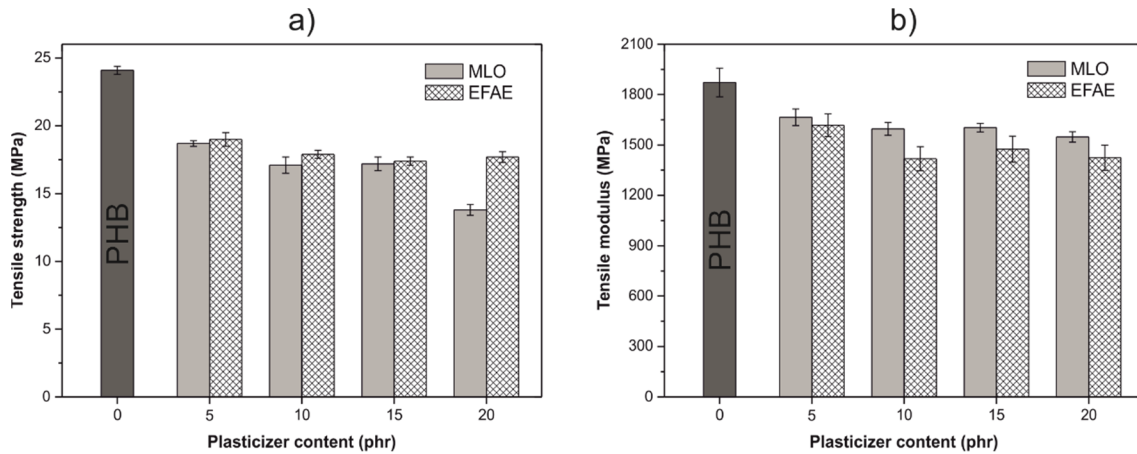 a)
25
20
15
10
5
0
Tensile strength (MPa)
PHB
MLO
EFAE
0
5
10
15
20
Plasticizer content (phr)
b)
2100
1800
1500
1200
900
600
300
0
Tensile modulus (MPa)
PHB
MLO
EFAE
0
5
10
15
20
Plasticizer content (phr)